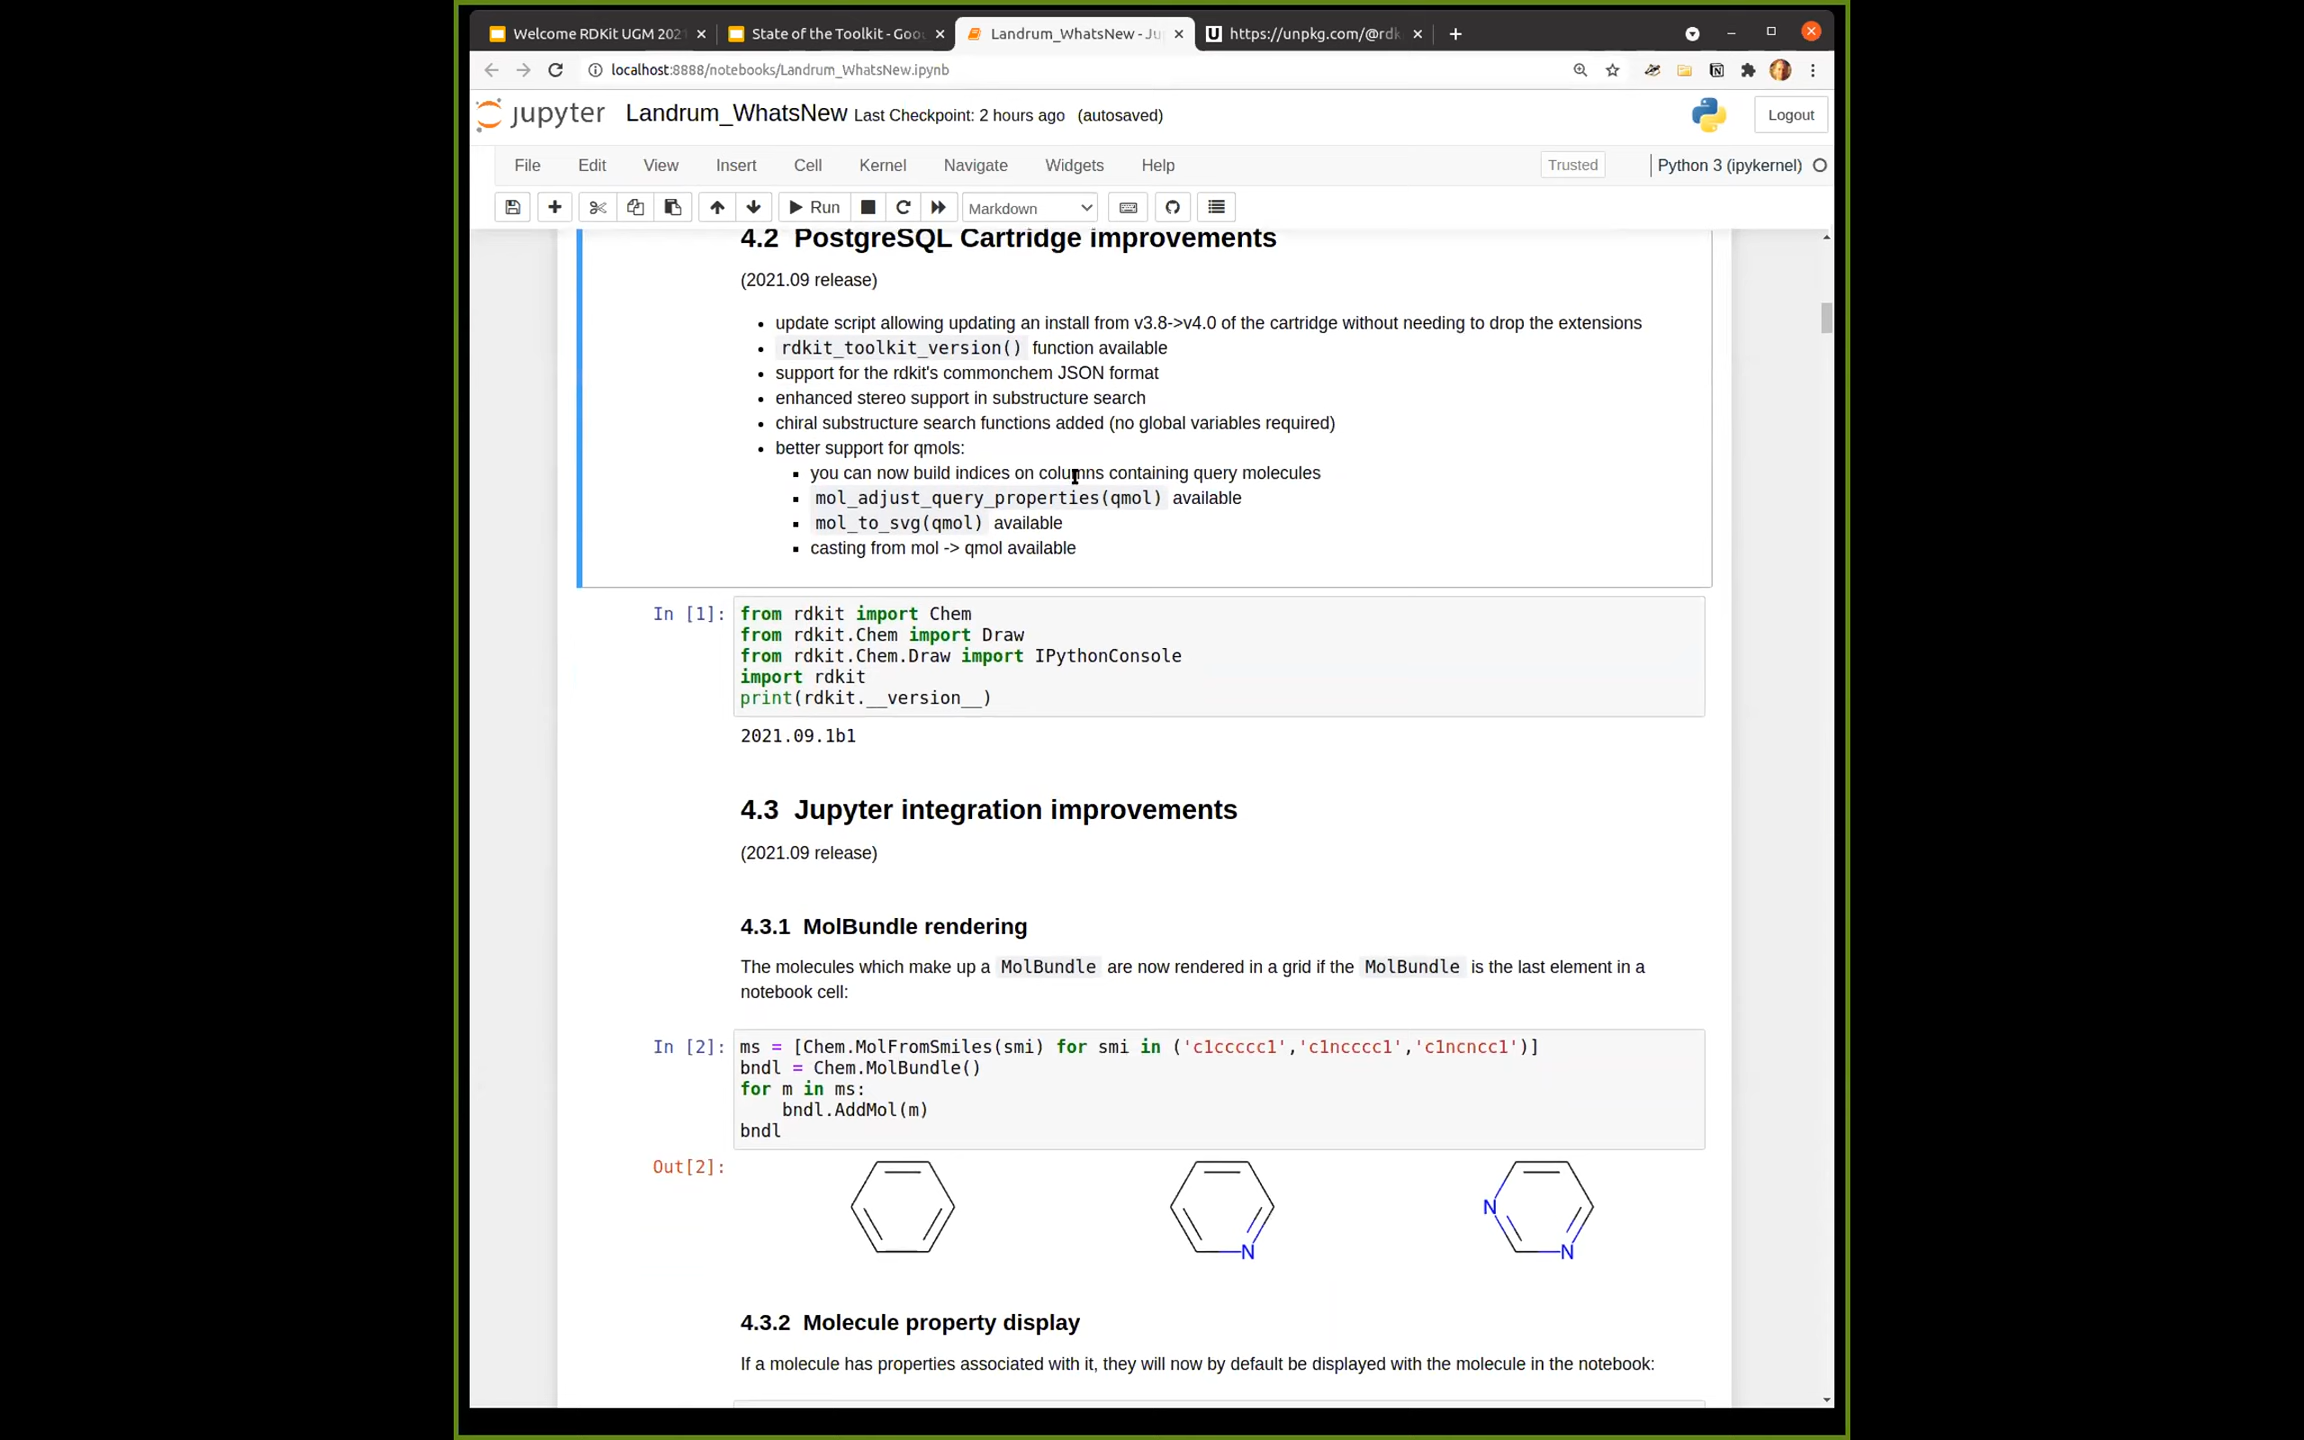 Welcome RDKit UGM 202
State of the Toolkit - Goo
Landrum_WhatsNew - Ju
https://unpkg.com/@rdk
localhost:8888/notebooks/Landrum_WhatsNew.ipynb
jupyter Landrum_WhatsNew Last Checkpoint: 2 hours ago (autosaved)
Logout
File Edit View Insert Cell Kernel Navigate Widgets Help
Trusted
Python 3 (ipykernel)
Run
Markdown
4.2 PostgreSQL Cartridge improvements
(2021.09 release)
• update script allowing updating an install from v3.8->v4.0 of the cartridge without needing to drop the extensions
• rdkit_toolkit_version() function available
• support for the rdkit's commonchem JSON format
• enhanced stereo support in substructure search
• chiral substructure search functions added (no global variables required)
• better support for qmols:
▪ you can now build indices on columns containing query molecules
▪ mol_adjust_query_properties(qmol) available
▪ mol_to_svg(qmol) available
▪ casting from mol -> qmol available
In [1]: from rdkit import Chem
from rdkit.Chem import Draw
from rdkit.Chem.Draw import IPythonConsole
import rdkit
print(rdkit.__version__)
2021.09.1b1
4.3 Jupyter integration improvements
(2021.09 release)
4.3.1 MolBundle rendering
The molecules which make up a MolBundle are now rendered in a grid if the MolBundle is the last element in a
notebook cell:
In [2]: ms = [Chem.MolFromSmiles(smi) for smi in ('c1ccccc1','c1ncccc1','c1ncncc1')]
bndl = Chem.MolBundle()
for m in ms:
bndl.AddMol(m)
bndl
Out[2]:
N
N
N
4.3.2 Molecule property display
If a molecule has properties associated with it, they will now by default be displayed with the molecule in the notebook: